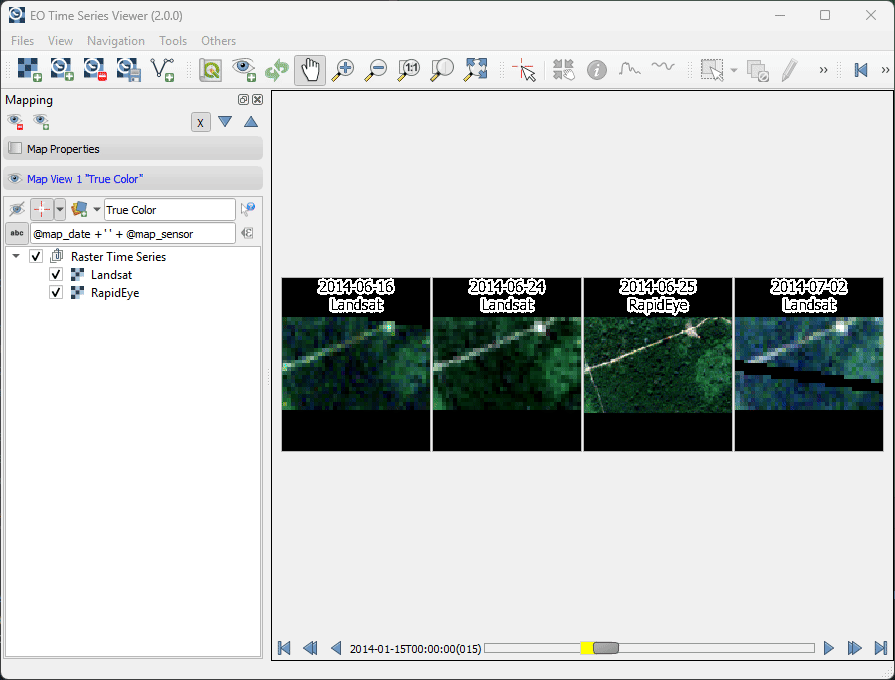 EO Time Series Viewer (2.0.0)
Files View Navigation Tools Others
1:1
Mapping
X
Map Properties
Map View 1 "True Color"
True Color
abc
@map_date +' ' + @map_sensor
Raster Time Series
Landsat
RapidEye
2014-06-16
Landsat
2014-06-24
Landsat
2014-06-25
RapidEye
2014-07-02
Landsat
2014-01-15T00:00:00(015)